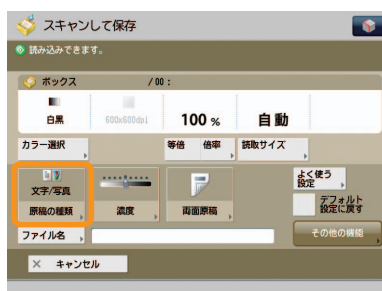 スキャンして保存
読み込みできます。
ボックス / 00 :
白黒 600x600dpi 100 % 自動
カラー選択 等倍 倍率 読取サイズ
文字/写真
原稿の種類 濃度 両面原稿
よく使う
設定
デフォルト
設定に戻す
ファイル名 その他の機能
× キャンセル